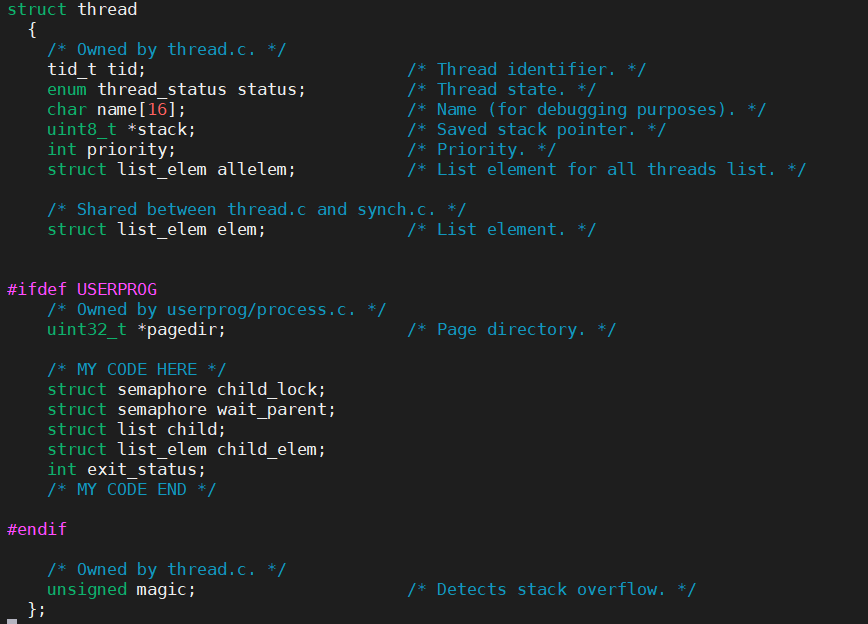 struct thread
{
/* Owned by thread.c. */
tid_t tid; /* Thread identifier. */
enum thread_status status; /* Thread state. */
char name[16]; /* Name (for debugging purposes). */
uint8_t *stack; /* Saved stack pointer. */
int priority; /* Priority. */
struct list_elem allelem; /* List element for all threads list. */
/* Shared between thread.c and synch.c. */
struct list_elem elem; /* List element. */
#ifdef USERPROG
/* Owned by userprog/process.c. */
uint32_t *pagedir; /* Page directory. */
/* MY CODE HERE */
struct semaphore child_lock;
struct semaphore wait_parent;
struct list child;
struct list_elem child_elem;
int exit_status;
/* MY CODE END */
#endif
/* Owned by thread.c. */
unsigned magic; /* Detects stack overflow. */
};